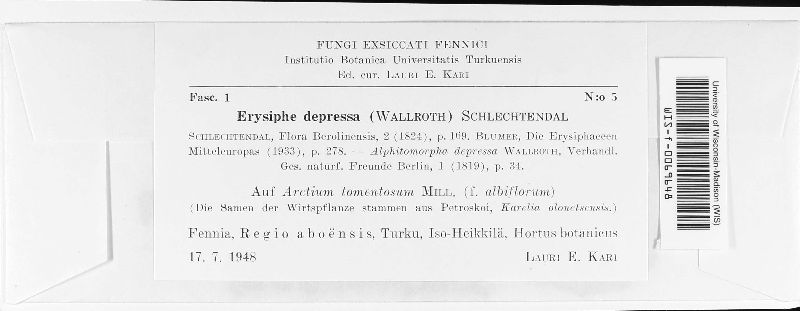 FUNGI EXSICCATI FENNICI
Institutio Botanica Universitatis Turkuensis
Ed. cur. LAURI E. KARI
Fasc. 1 N:o 5
Erysiphe depressa (WALLROTH) SCHLECHTENDAL
SCHLECHTENDAL, Flora Berolinensis, 2 (1824), p. 169. BLUMER, Die Erysiphaceen
Mitteleuropas (1933), p. 278. — Alphitomorpha depressa WALLROTH, Verhandl.
Ges. naturf. Freunde Berlin, 1 (1819), p. 34.
Auf Arctium tomentosum MILL. (f. albiflorum)
(Die Samen der Wirtspflanze stammen aus Petroskoi, Karelia olonetsensis.)
Fennia, Regio aboënsis, Turku, Iso-Heikkilä, Hortus botanicus
17. 7. 1948 LAURI E. KARI
University of Wisconsin-Madison (WIS)
WIS-f-0069648